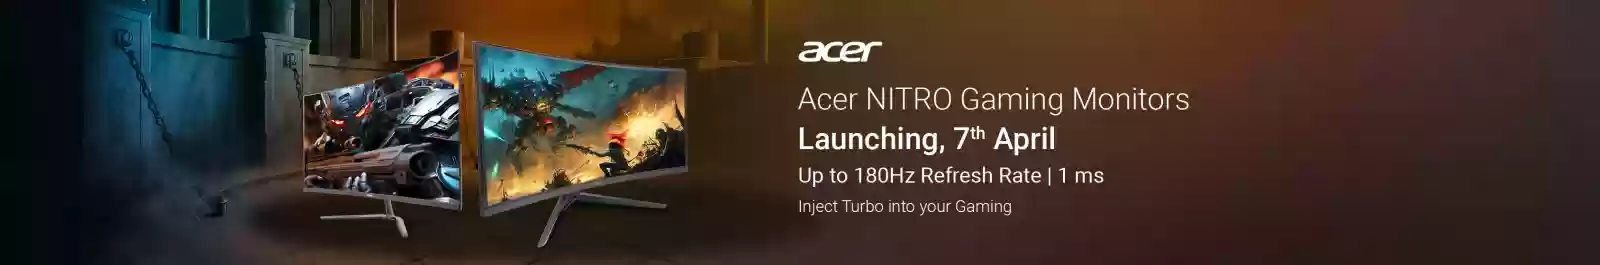 acer
Acer NITRO Gaming Monitors
Launching, 7th April
Up to 180Hz Refresh Rate | 1 ms
Inject Turbo into your Gaming